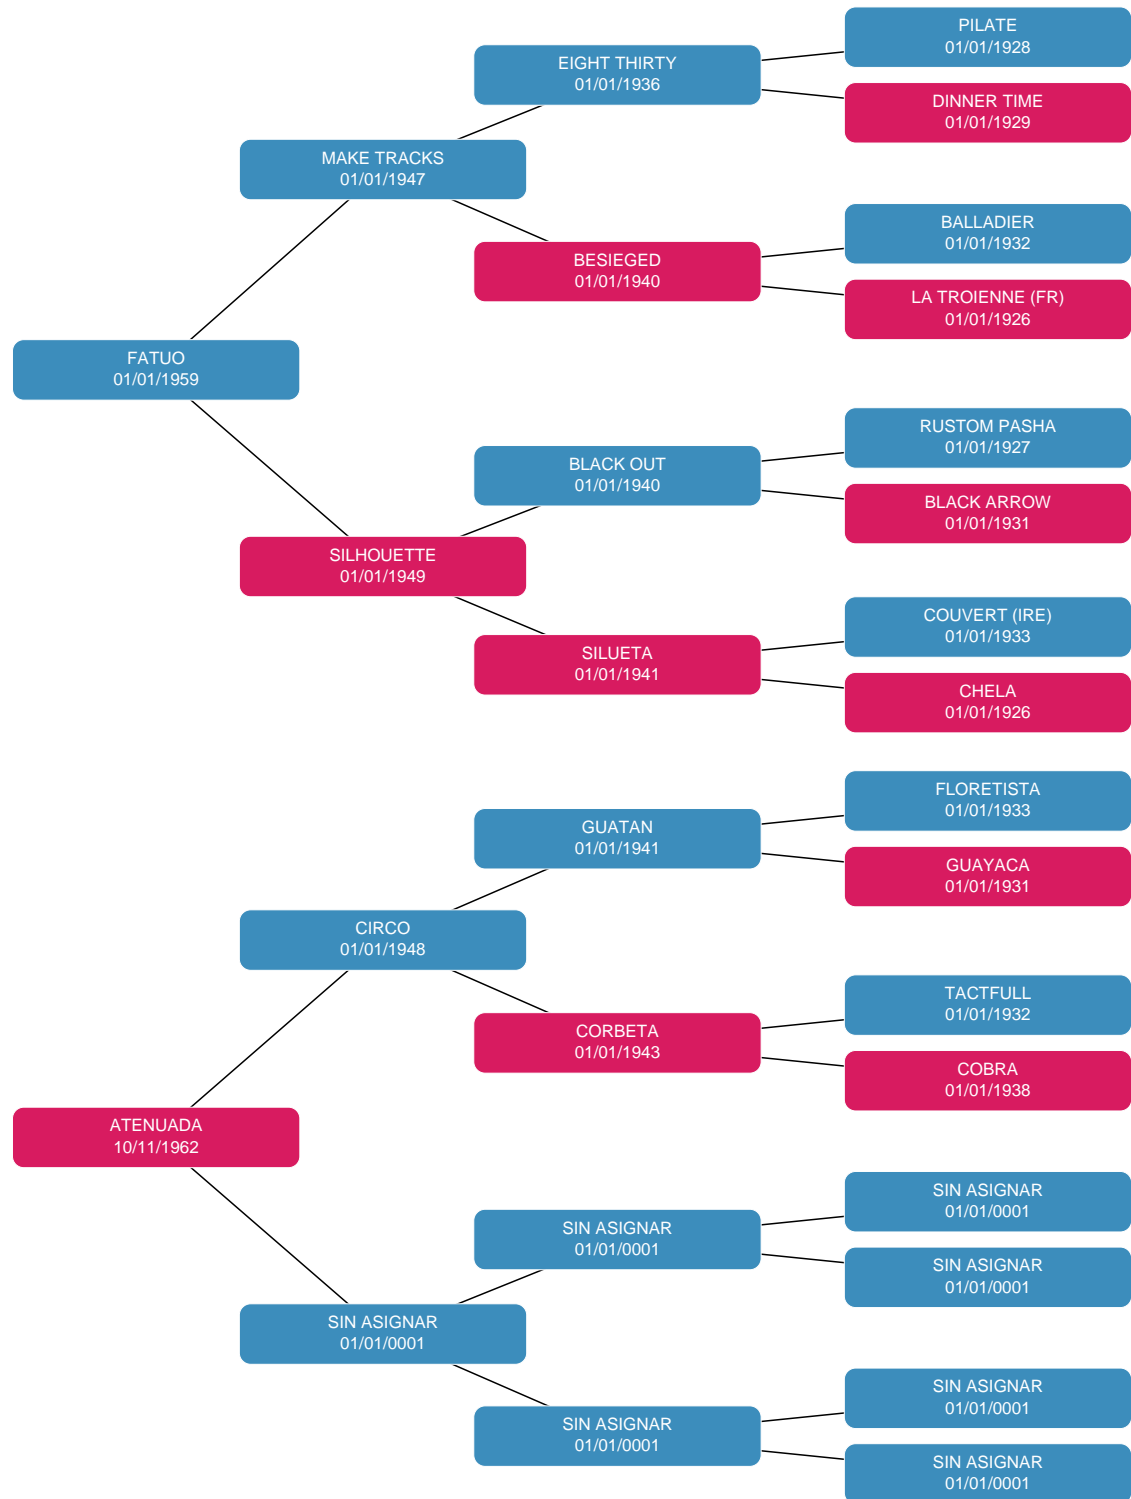 PILATE
01/01/1928
EIGHT THIRTY
01/01/1936
DINNER TIME
01/01/1929
MAKE TRACKS
01/01/1947
BALLADIER
01/01/1932
BESIEGED
01/01/1940
LA TROIENNE (FR)
01/01/1926
FATUO
01/01/1959
RUSTOM PASHA
01/01/1927
BLACK OUT
01/01/1940
BLACK ARROW
01/01/1931
SILHOUETTE
01/01/1949
COUVERT (IRE)
01/01/1933
SILUETA
01/01/1941
CHELA
01/01/1926
FLORETISTA
01/01/1933
GUATAN
01/01/1941
GUAYACA
01/01/1931
CIRCO
01/01/1948
TACTFULL
01/01/1932
CORBETA
01/01/1943
COBRA
01/01/1938
ATENUADA
10/11/1962
SIN ASIGNAR
01/01/0001
SIN ASIGNAR
01/01/0001
SIN ASIGNAR
01/01/0001
SIN ASIGNAR
01/01/0001
SIN ASIGNAR
01/01/0001
SIN ASIGNAR
01/01/0001
SIN ASIGNAR
01/01/0001